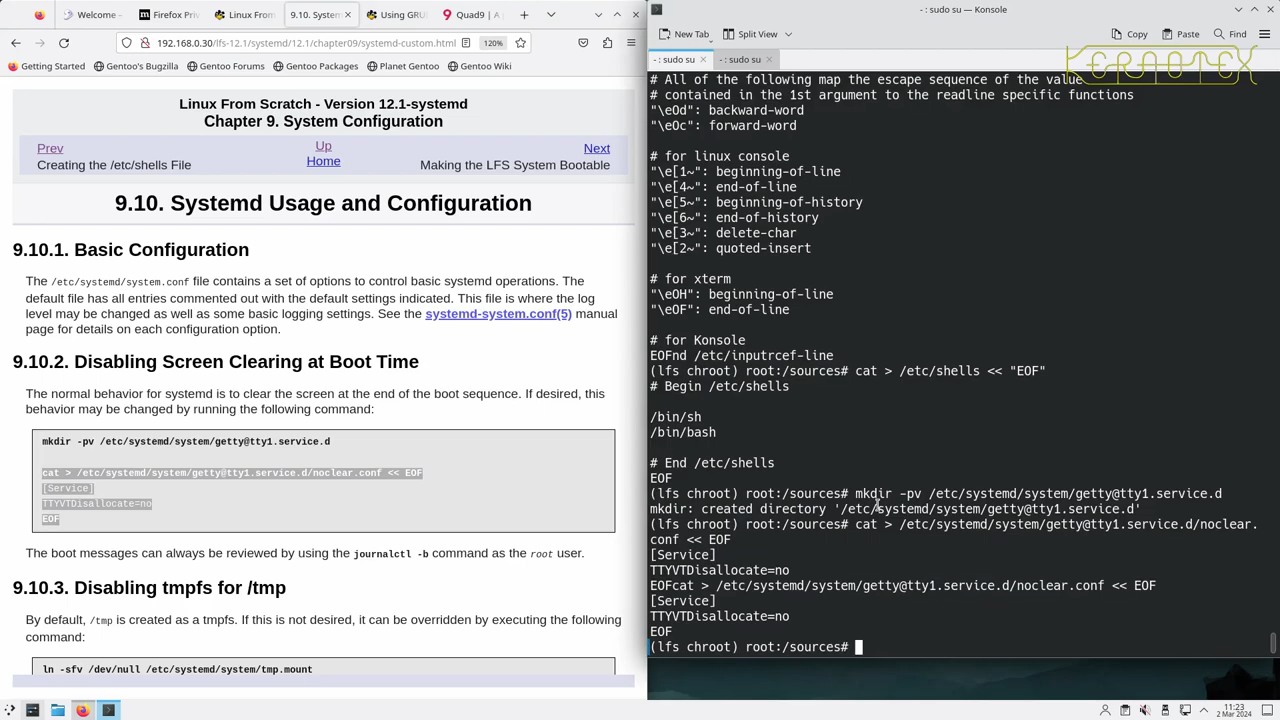 Welcome —
Firefox Priv
Linux From
9.10. System
Using GRU
Quad9 | A p
192.168.0.30/lfs-12.1/systemd/12.1/chapter09/systemd-custom.html
120%
Getting Started
Gentoo's Bugzilla
Gentoo Forums
Gentoo Packages
Planet Gentoo
Gentoo Wiki
Linux From Scratch - Version 12.1-systemd
Chapter 9. System Configuration
Prev
Up
Next
Creating the /etc/shells File
Home
Making the LFS System Bootable
9.10. Systemd Usage and Configuration
9.10.1. Basic Configuration
The /etc/systemd/system.conf file contains a set of options to control basic systemd operations. The
default file has all entries commented out with the default settings indicated. This file is where the log
level may be changed as well as some basic logging settings. See the systemd-system.conf(5) manual
page for details on each configuration option.
9.10.2. Disabling Screen Clearing at Boot Time
The normal behavior for systemd is to clear the screen at the end of the boot sequence. If desired, this
behavior may be changed by running the following command:
mkdir -pv /etc/systemd/system/getty@tty1.service.d
cat > /etc/systemd/system/getty@tty1.service.d/noclear.conf << EOF
[Service]
TTYVTDisallocate=no
EOF
The boot messages can always be reviewed by using the journalctl -b command as the root user.
9.10.3. Disabling tmpfs for /tmp
By default, /tmp is created as a tmpfs. If this is not desired, it can be overridden by executing the following
command:
ln -sfv /dev/null /etc/systemd/system/tmp.mount
- : sudo su — Konsole
New Tab
Split View
Copy
Paste
Find
- : sudo su
- : sudo su
KERAOTEX
# All of the following map the escape sequence of the value
# contained in the 1st argument to the readline specific functions
"\eOd": backward-word
"\eOc": forward-word
# for linux console
"\e[1~": beginning-of-line
"\e[4~": end-of-line
"\e[5~": beginning-of-history
"\e[6~": end-of-history
"\e[3~": delete-char
"\e[2~": quoted-insert
# for xterm
"\eOH": beginning-of-line
"\eOF": end-of-line
# for Konsole
EOFnd /etc/inputrcef-line
(lfs chroot) root:/sources# cat > /etc/shells << "EOF"
# Begin /etc/shells
/bin/sh
/bin/bash
# End /etc/shells
EOF
(lfs chroot) root:/sources# mkdir -pv /etc/systemd/system/getty@tty1.service.d
mkdir: created directory '/etc/systemd/system/getty@tty1.service.d'
(lfs chroot) root:/sources# cat > /etc/systemd/system/getty@tty1.service.d/noclear.
conf << EOF
[Service]
TTYVTDisallocate=no
EOFcat > /etc/systemd/system/getty@tty1.service.d/noclear.conf << EOF
[Service]
TTYVTDisallocate=no
EOF
(lfs chroot) root:/sources#
11:23
2 Mar 2024